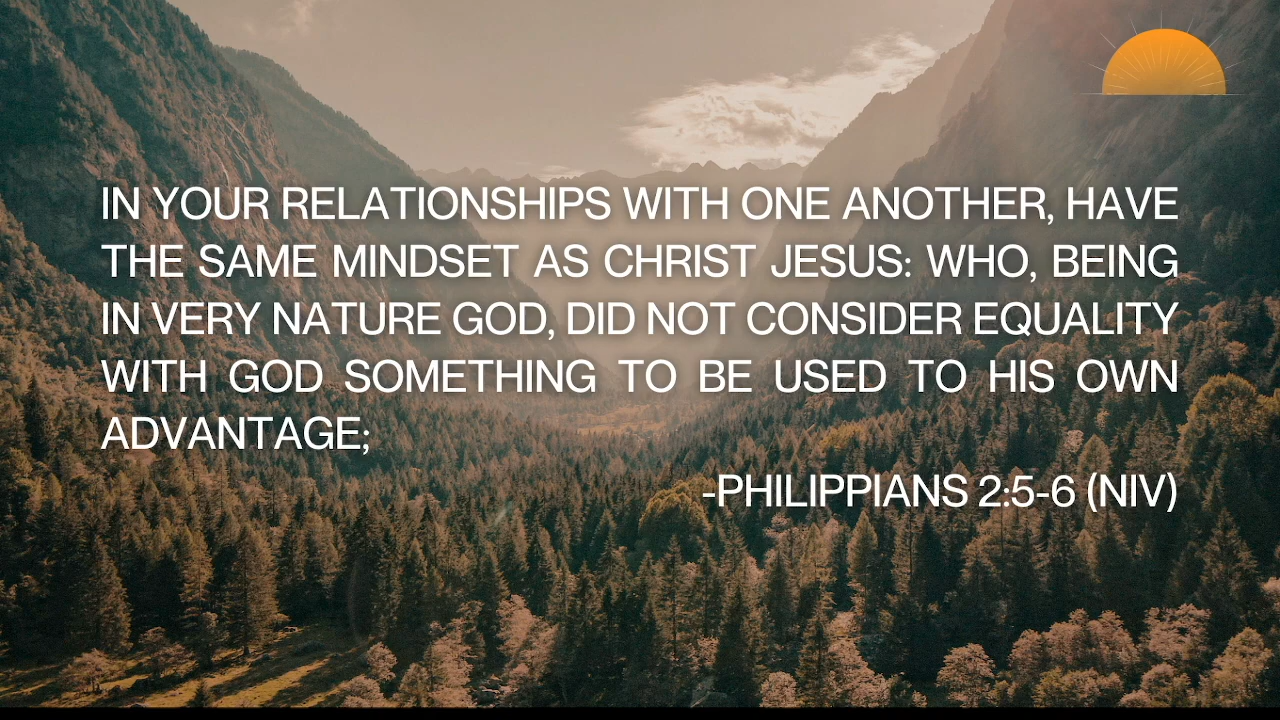 IN YOUR RELATIONSHIPS WITH ONE ANOTHER, HAVE
THE SAME MINDSET AS CHRIST JESUS: WHO, BEING
IN VERY NATURE GOD, DID NOT CONSIDER EQUALITY
WITH GOD SOMETHING TO BE USED TO HIS OWN
ADVANTAGE;
-PHILIPPIANS 2:5-6 (NIV)